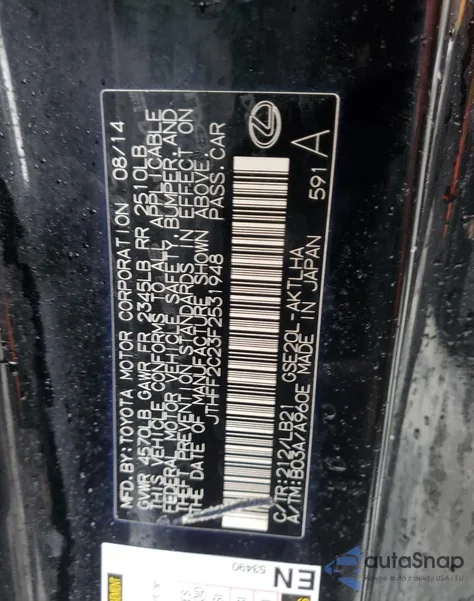 MFD. BY: TOYOTA MOTOR CORPORATION 08/14
GVWR 4570LB GAWR FR 2345LB RR 2510LB
THIS VEHICLE CONFORMS TO ALL APPLICABLE
FEDERAL MOTOR VEHICLE SAFETY, BUMPER, AND
THEFT PREVENTION STANDARDS IN EFFECT ON
THE DATE OF MANUFACTURE SHOWN ABOVE.
JTHFF2C23F2531948 PASS. CAR
C/TR: 212/LB21 GSE20L-AKTLHA
A/TM: B03A/A960E MADE IN JAPAN 591 A
EN
53490
autoSnap
USA - EU